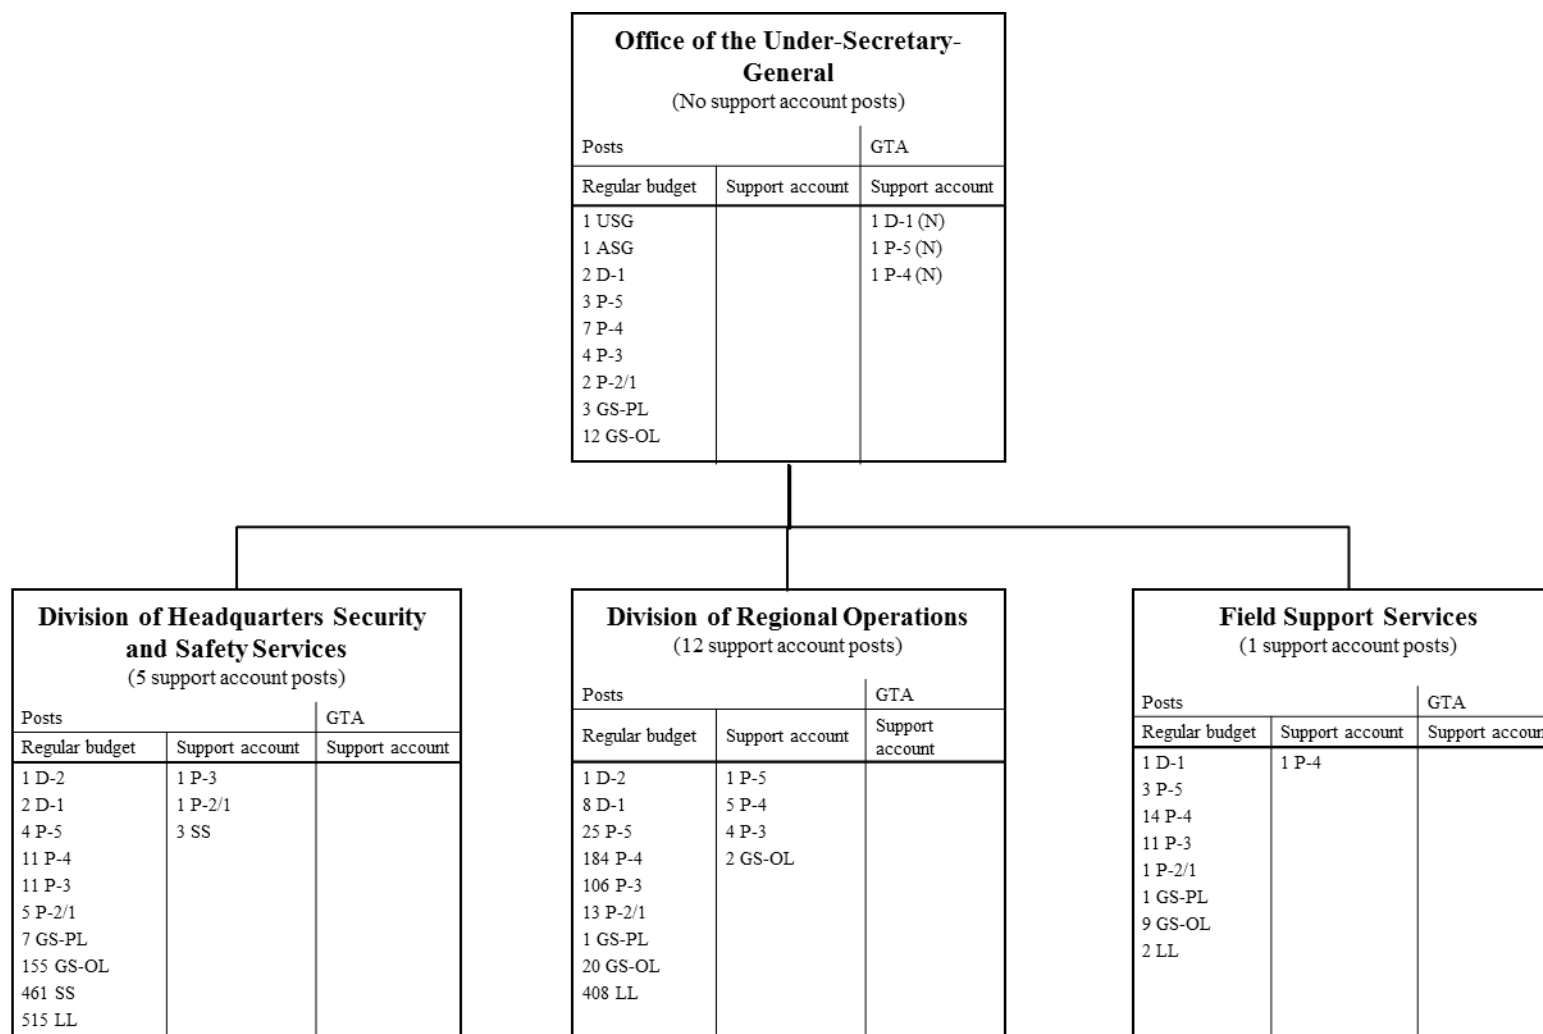 Office of the Under-Secretary-
General
(No support account posts)
Posts GTA
Regular budget Support account Support account
1 USG 1 D-1 (N)
1 ASG 1 P-5 (N)
2 D-1 1 P-4 (N)
3 P-5
7 P-4
4 P-3
2 P-2/1
3 GS-PL
12 GS-OL
Division of Headquarters Security
and Safety Services
(5 support account posts)
Posts GTA
Regular budget Support account Support account
1 D-2 1 P-3
2 D-1 1 P-2/1
4 P-5 3 SS
11 P-4
11 P-3
5 P-2/1
7 GS-PL
155 GS-OL
461 SS
515 LL
Division of Regional Operations
(12 support account posts)
Posts GTA
Regular budget Support account Support
account
1 D-2 1 P-5
8 D-1 5 P-4
25 P-5 4 P-3
184 P-4 2 GS-OL
106 P-3
13 P-2/1
1 GS-PL
20 GS-OL
408 LL
Field Support Services
(1 support account posts)
Posts GTA
Regular budget Support account Support accoun
1 D-1 1 P-4
3 P-5
14 P-4
11 P-3
1 P-2/1
1 GS-PL
9 GS-OL
2 LL